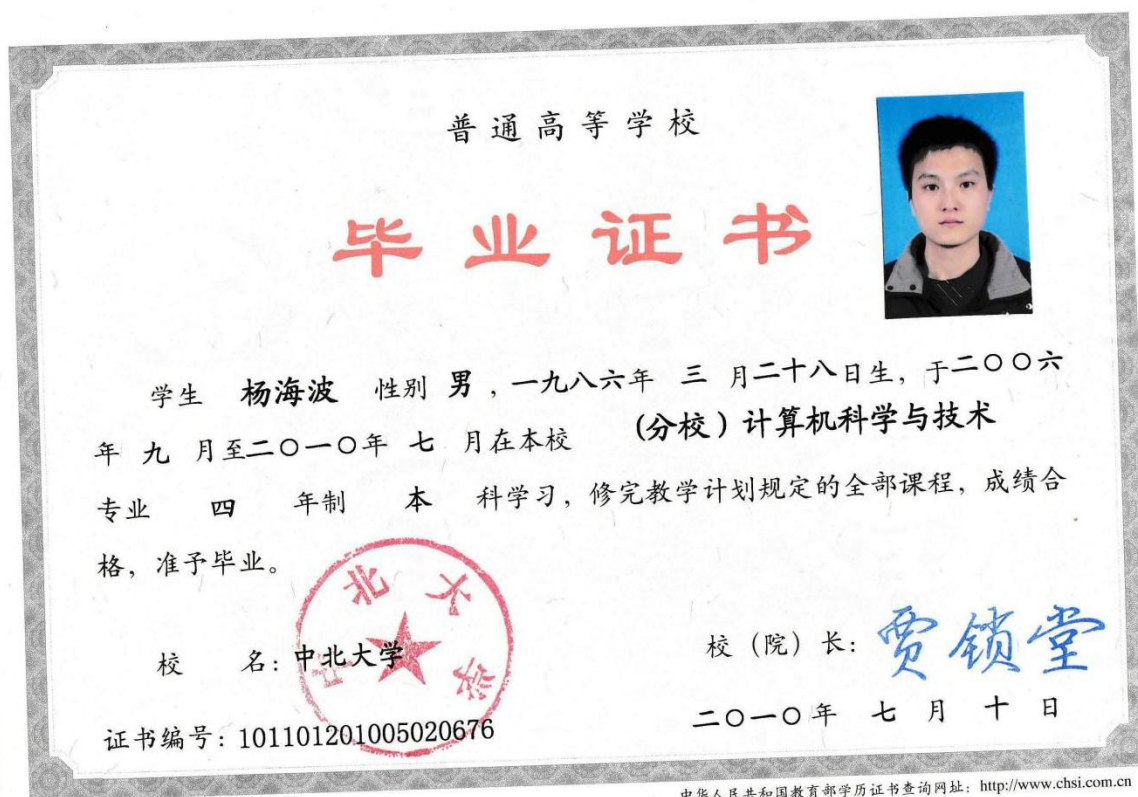 普通高等学校
毕业证书
学生 杨海波 性别 男，一九八六年 三 月二十八日生，于二〇〇六
年 九 月至二〇一〇年 七 月在本校 （分校）计算机科学与技术
专业 四 年制 本 科学习，修完教学计划规定的全部课程，成绩合
格，准予毕业。
中北大学
校 名：中北大学
校（院）长：贾锁堂
证书编号：101101201005020676
二〇一〇年 七 月 十 日
中华人民共和国教育部学历证书查询网址：http://www.chsi.com.cn